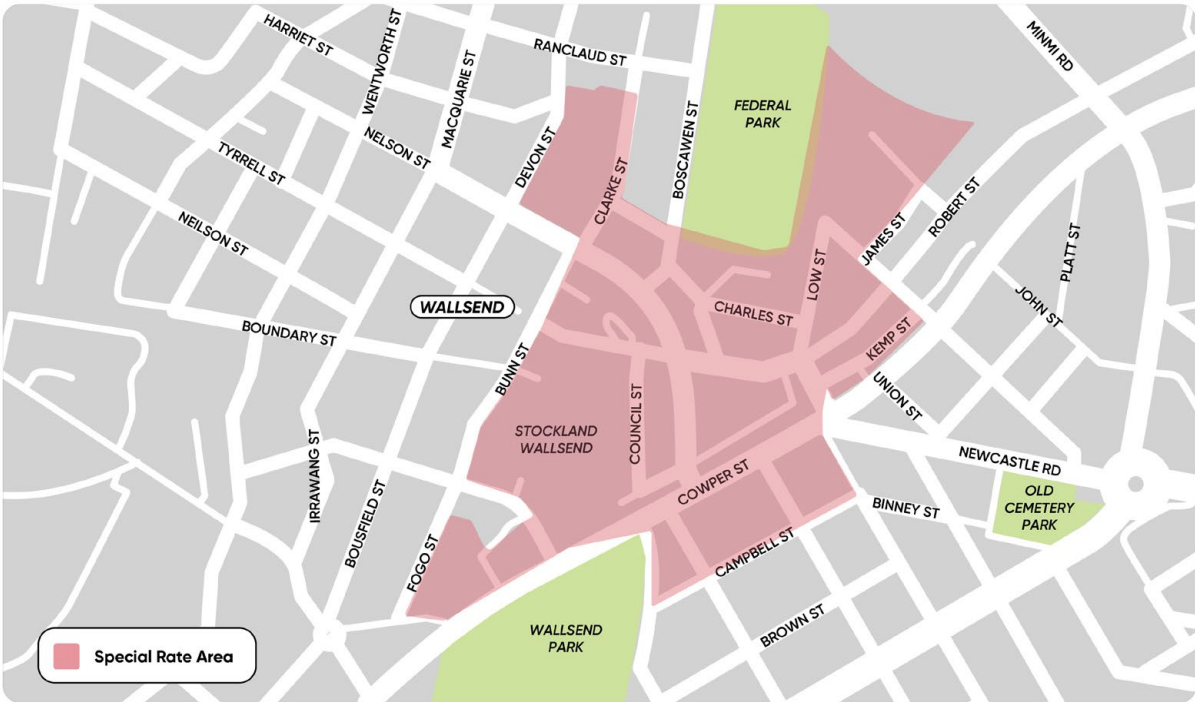 HARRIET ST
WENTWORTH ST
MACQUARIE ST
RANCLAUD ST
MINMI RD
FEDERAL
PARK
NELSON ST
DEVON ST
BOSCAWEN ST
TYRRELL ST
CLARKE ST
ROBERT ST
NEILSON ST
JAMES ST
PLATT ST
LOW ST
WALLSEND
CHARLES ST
JOHN ST
BOUNDARY ST
KEMP ST
BUNN ST
UNION ST
COUNCIL ST
STOCKLAND
WALLSEND
NEWCASTLE RD
IRRAWANG ST
COWPER ST
OLD
CEMETERY
PARK
BOUSFIELD ST
BINNEY ST
FOGO ST
CAMPBELL ST
BROWN ST
WALLSEND
PARK
Special Rate Area